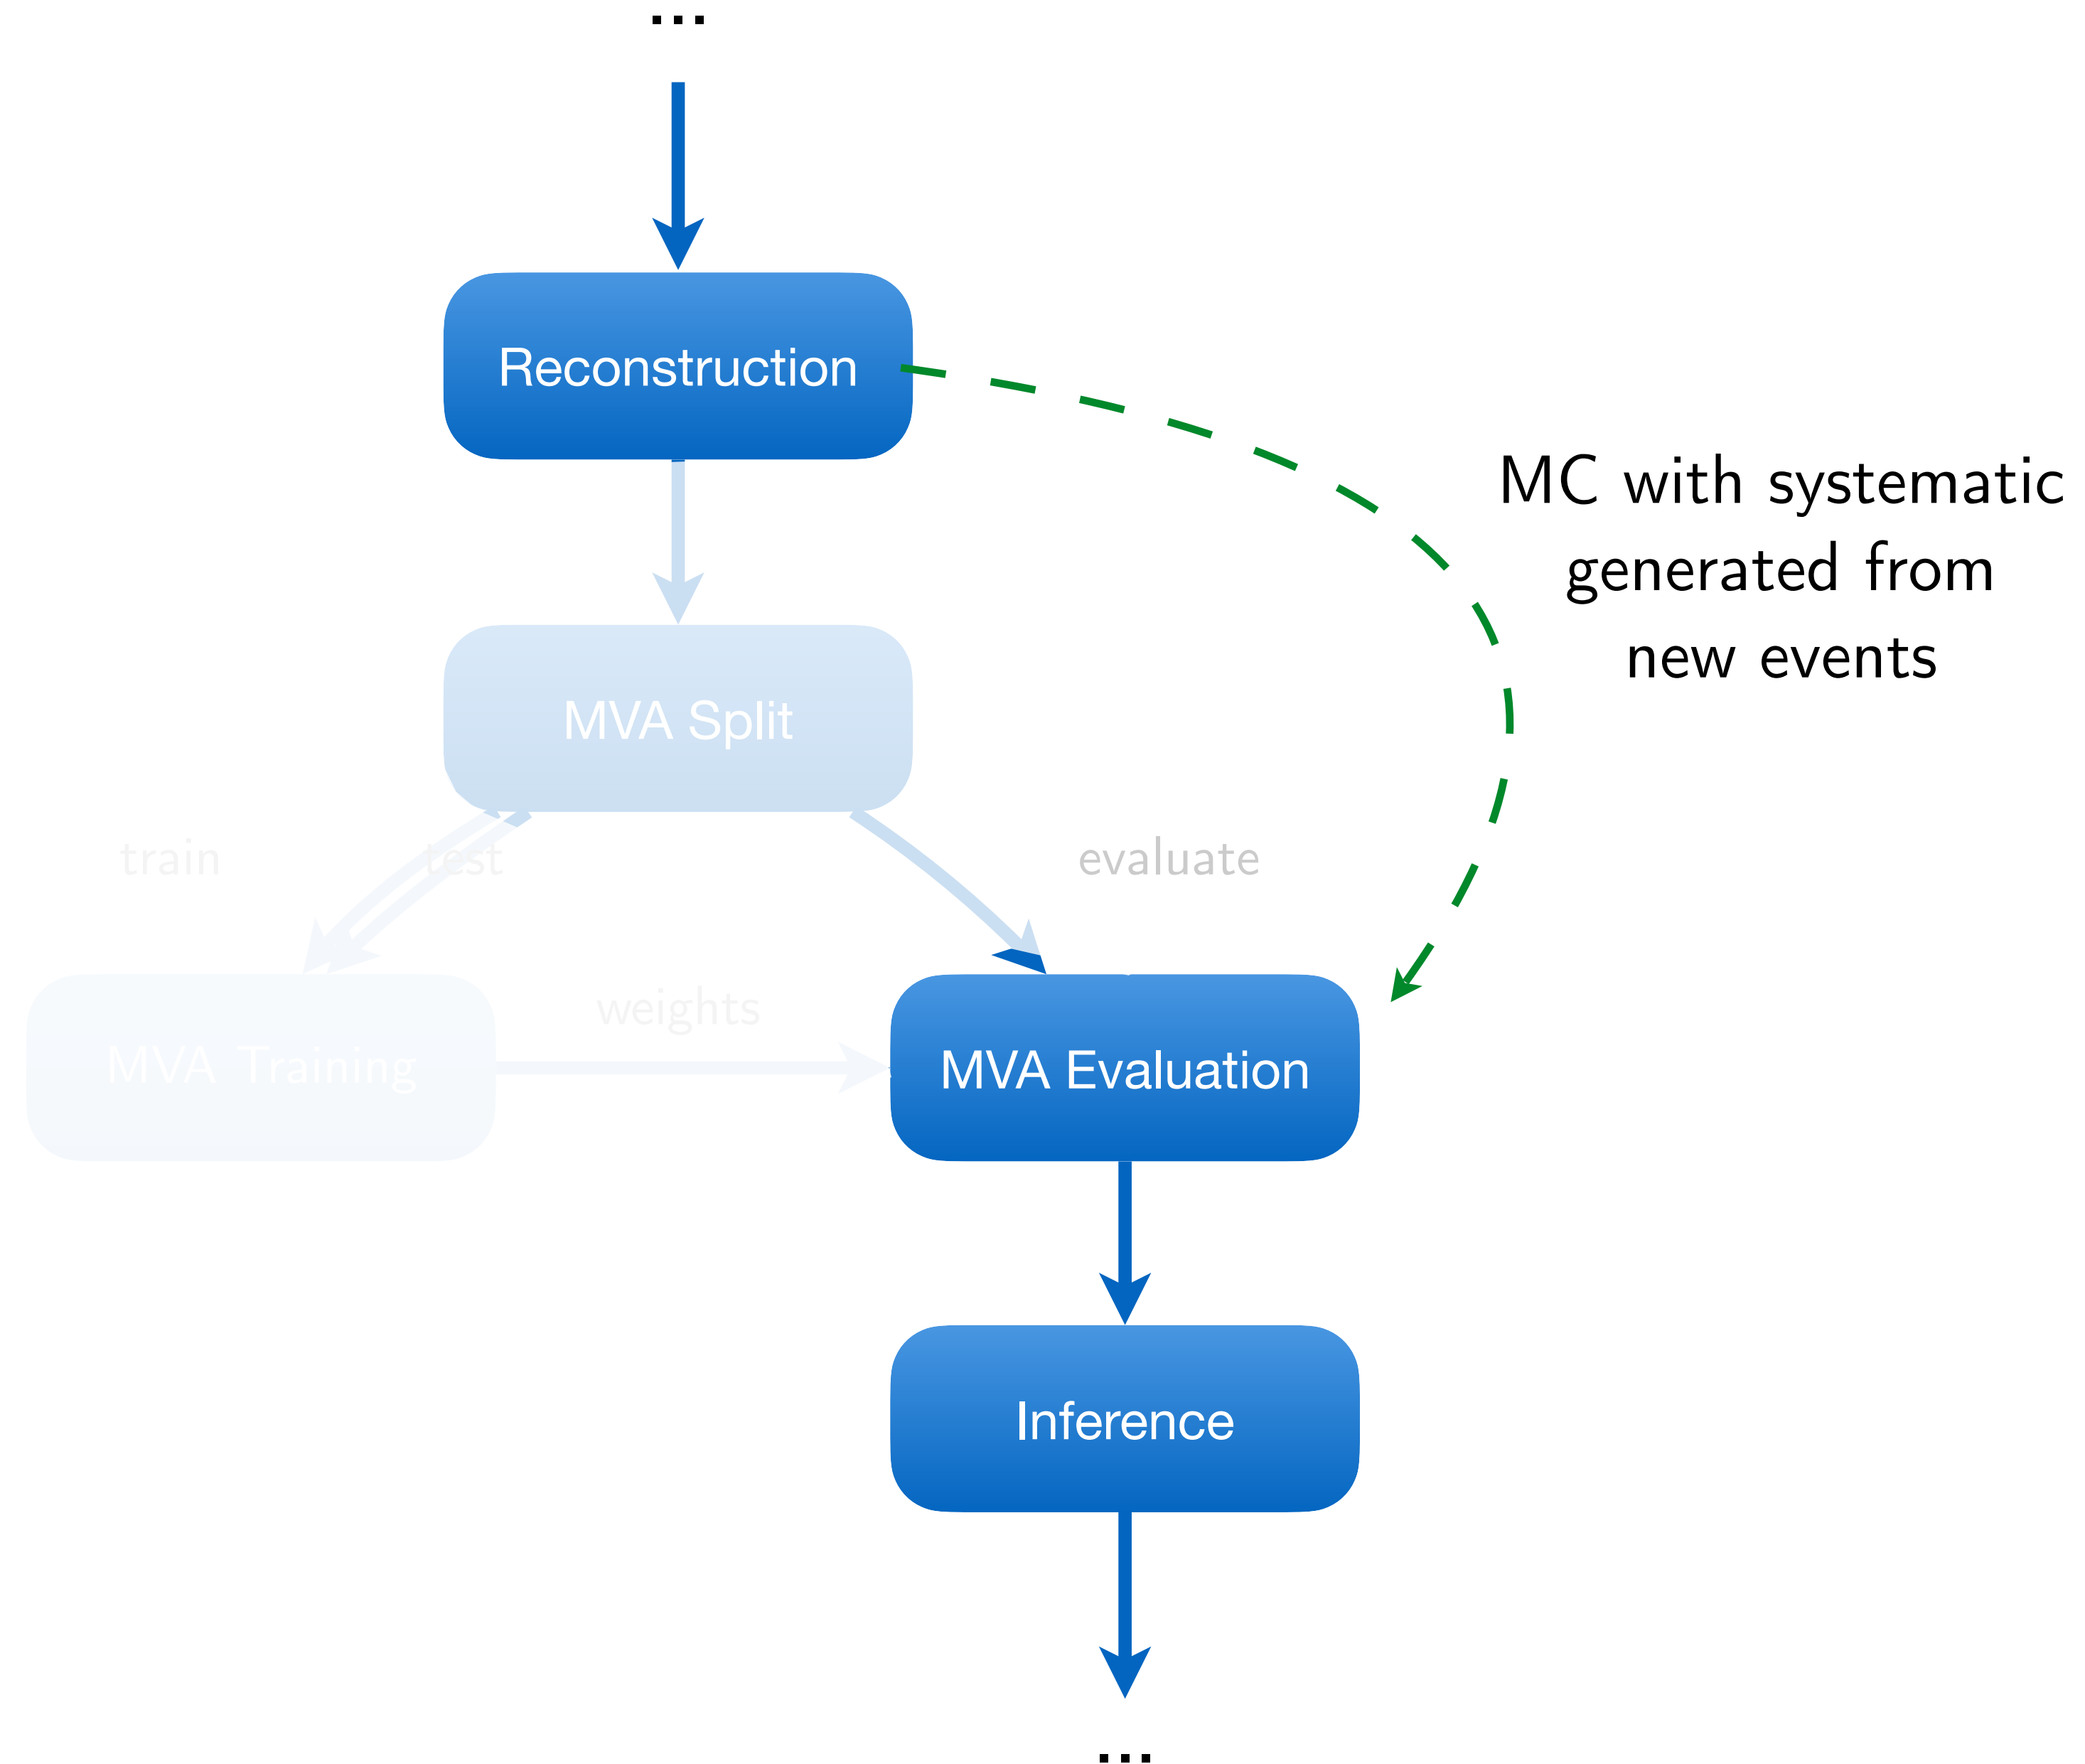 ...
Reconstruction
MC with systematic
generated from
new events
MVA Split
train
test
evaluate
weights
MVA Training
MVA Evaluation
Inference
...